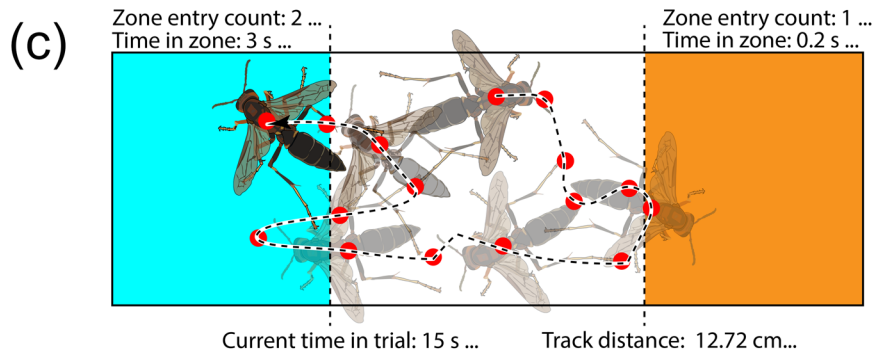 (c)
Zone entry count: 2 ...
Time in zone: 3 s ...
Zone entry count: 1 ...
Time in zone: 0.2 s ...
Current time in trial: 15 s ...
Track distance: 12.72 cm...